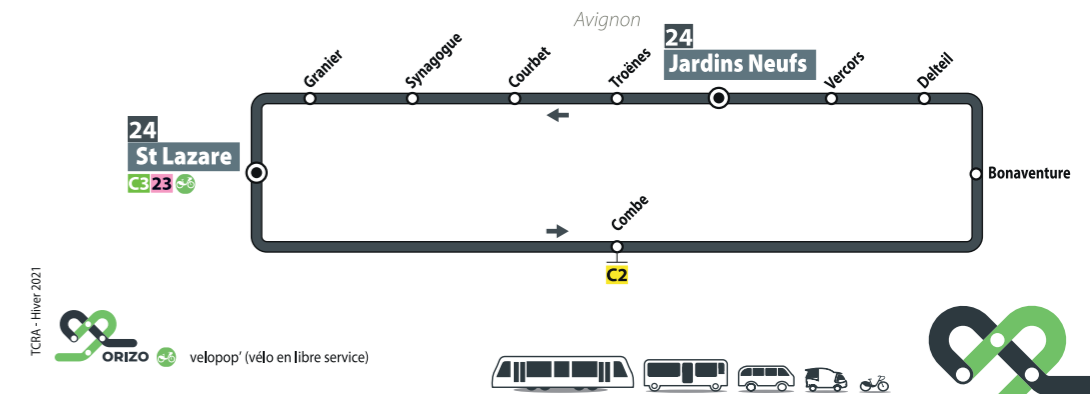 Avignon
24
Jardins Neufs
Granier
Synagogue
Courbet
Troënes
Vercors
Delteil
24
St Lazare
C3 23
Bonaventure
Combe
C2
TCRA - Hiver 2021
ORIZO
velopop' (vélo en libre service)